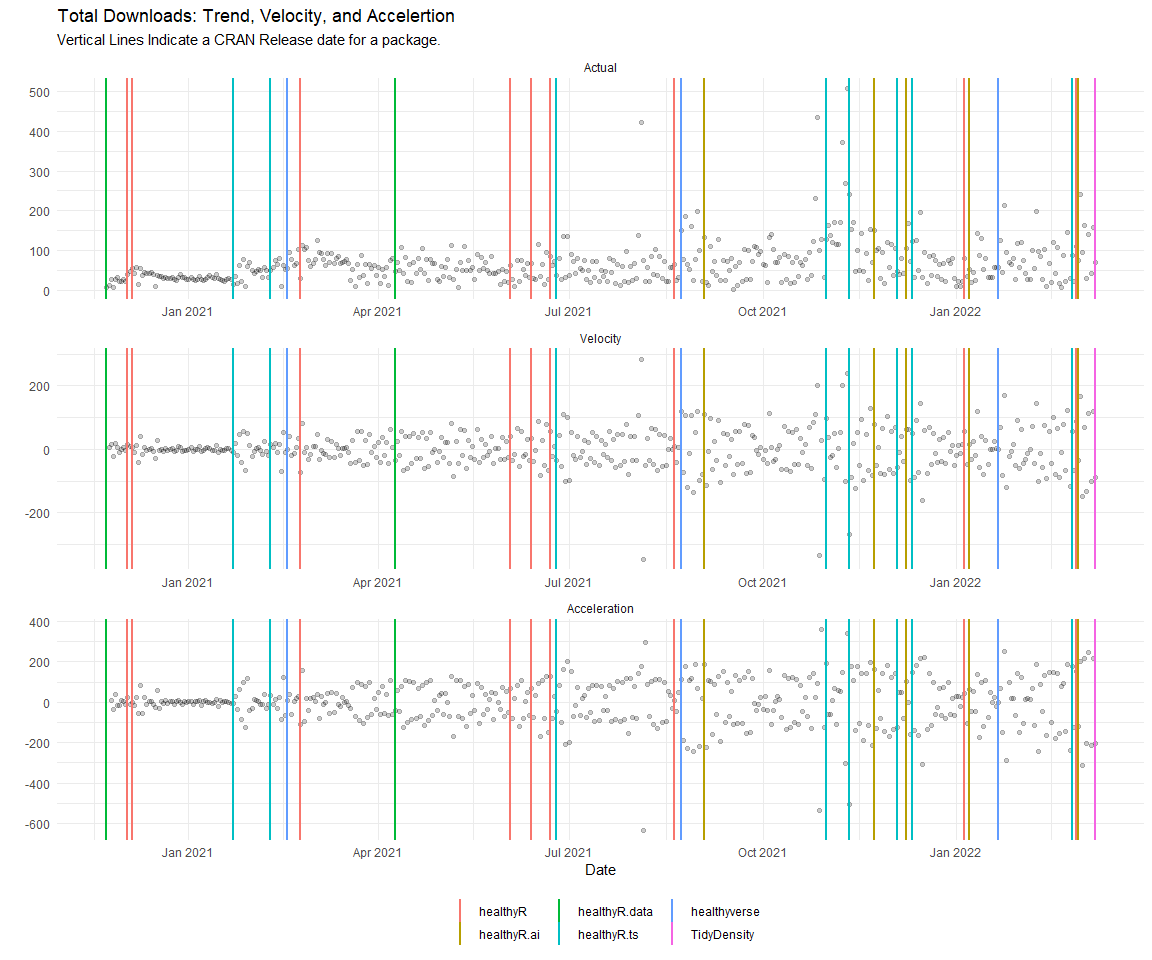 Total Downloads: Trend, Velocity, and Accelertion
Vertical Lines Indicate a CRAN Release date for a package.
Actual
500
400
300
200
100
0
Jan 2021 Apr 2021 Jul 2021 Oct 2021 Jan 2022
Velocity
200
0
-200
Jan 2021 Apr 2021 Jul 2021 Oct 2021 Jan 2022
Acceleration
400
200
0
-200
-400
-600
Jan 2021 Apr 2021 Jul 2021 Oct 2021 Jan 2022
Date
healthyR healthyR.data healthyverse
healthyR.ai healthyR.ts TidyDensity